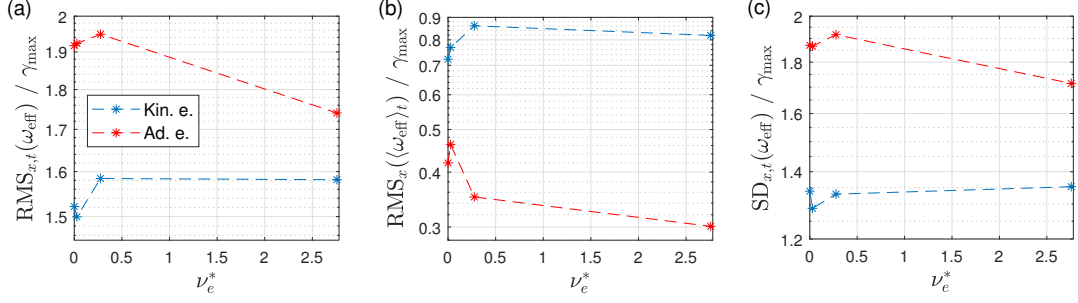 (a)
RMS_{x,t}(ω_eff) / γ_max
2
1.9
1.8
1.7
1.6
1.5
Kin. e.
Ad. e.
0 0.5 1 1.5 2 2.5
ν_e^*
(b)
RMS_x(⟨ω_eff⟩_t) / γ_max
0.9
0.8
0.7
0.6
0.5
0.4
0.3
0 0.5 1 1.5 2 2.5
ν_e^*
(c)
SD_{x,t}(ω_eff) / γ_max
2
1.8
1.6
1.4
1.2
0 0.5 1 1.5 2 2.5
ν_e^*